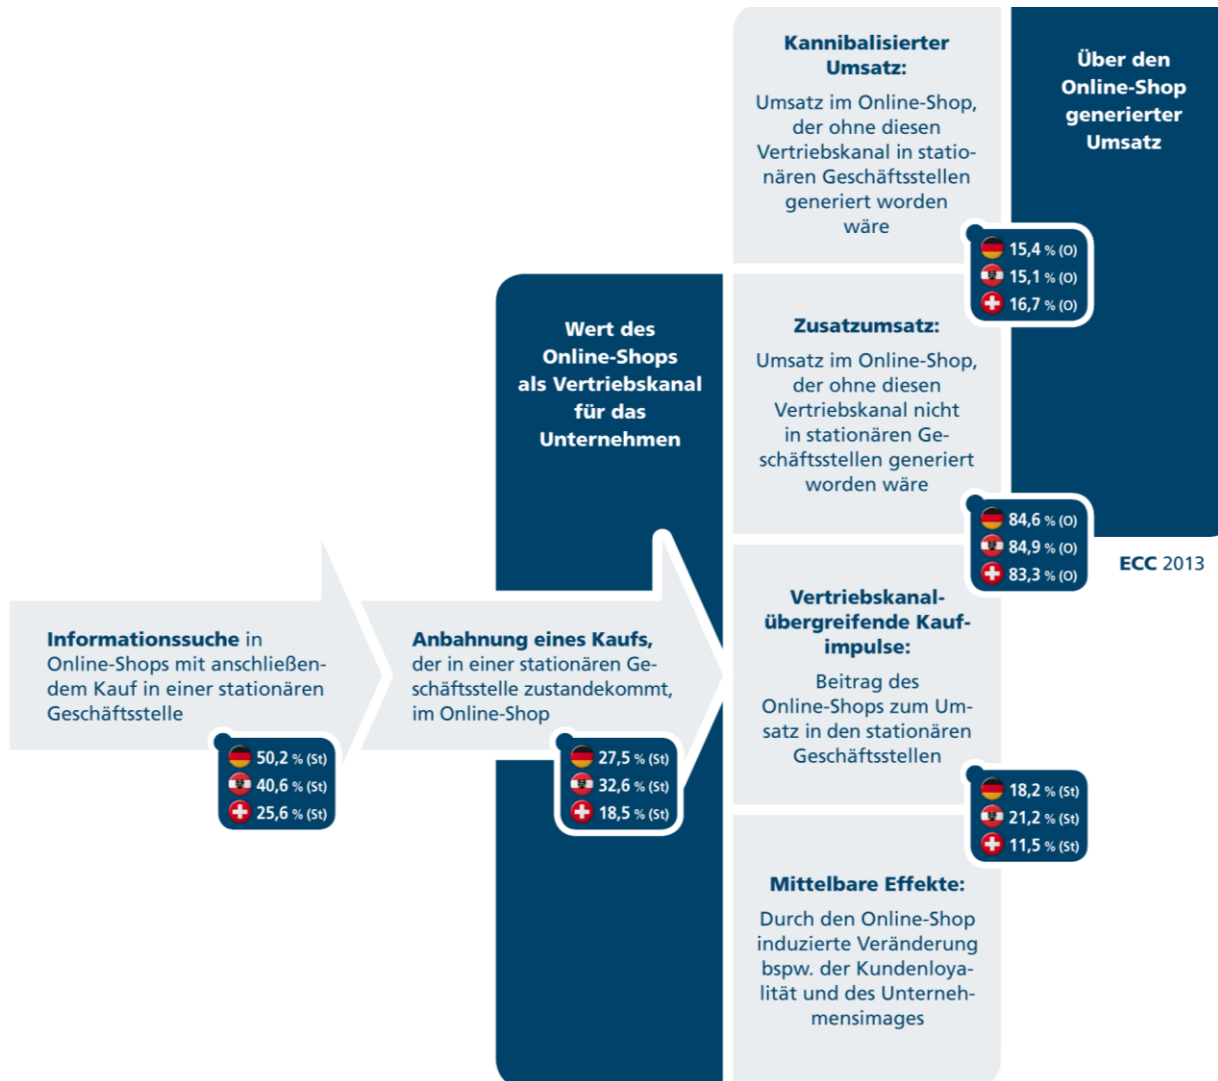 Kannibalisierter
Umsatz:
Umsatz im Online-Shop,
der ohne diesen
Vertriebskanal in statio-
nären Geschäftsstellen
generiert worden
wäre
Über den
Online-Shop
generierter
Umsatz
15,4 % (O)
15,1 % (O)
16,7 % (O)
Wert des
Online-Shops
als Vertriebskanal
für das
Unternehmen
Zusatzumsatz:
Umsatz im Online-Shop,
der ohne diesen
Vertriebskanal nicht
in stationären Ge-
schäftsstellen generiert
worden wäre
84,6 % (O)
84,9 % (O)
83,3 % (O)
ECC 2013
Informationssuche in
Online-Shops mit anschließen-
dem Kauf in einer stationären
Geschäftsstelle
50,2 % (St)
40,6 % (St)
25,6 % (St)
Anbahnung eines Kaufs,
der in einer stationären Ge-
schäftsstelle zustandekommt,
im Online-Shop
27,5 % (St)
32,6 % (St)
18,5 % (St)
Vertriebskanal-
übergreifende Kauf-
impulse:
Beitrag des
Online-Shops zum Um-
satz in den stationären
Geschäftsstellen
18,2 % (St)
21,2 % (St)
11,5 % (St)
Mittelbare Effekte:
Durch den Online-Shop
induzierte Veränderung
bspw. der Kundenloya-
lität und des Unterneh-
mensimages